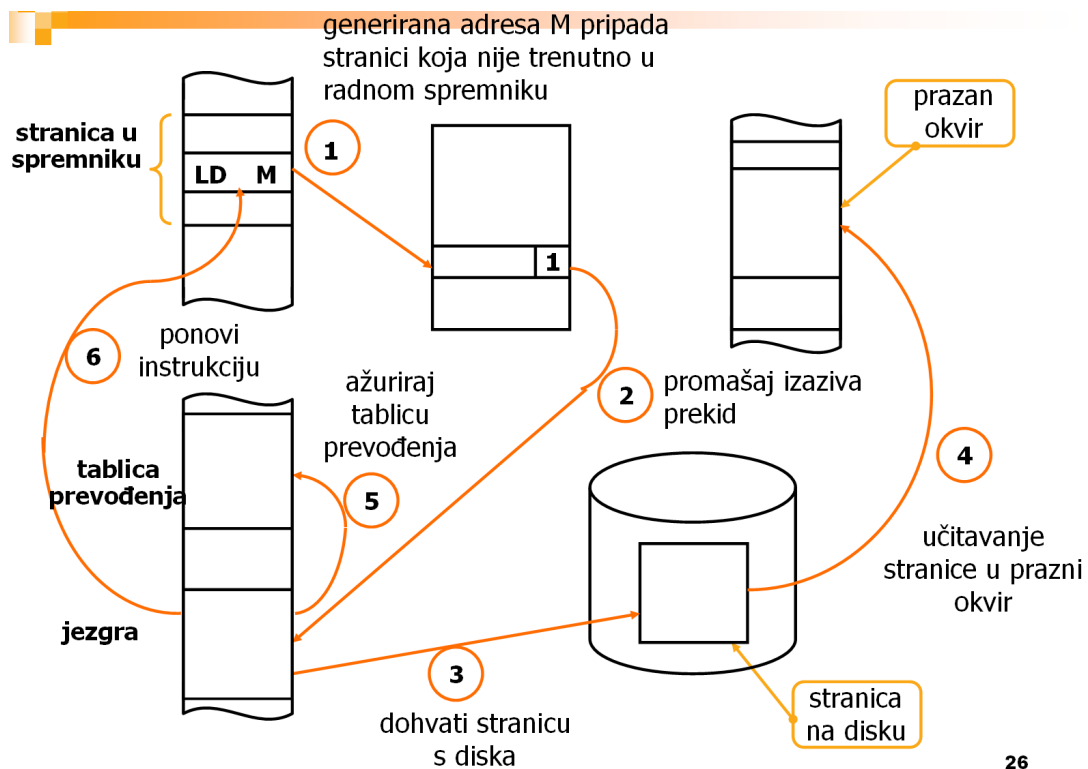 generirana adresa M pripada
stranici koja nije trenutno u
radnom spremniku
prazan
okvir
stranica u
spremniku
1
LD M
1
ponovi
instrukciju
6
ažuriraj
tablicu
prevođenja
2
promašaj izaziva
prekid
4
tablica
prevođenja
5
učitavanje
stranice u prazni
okvir
jezgra
3
dohvati stranicu
s diska
stranica
na disku
26